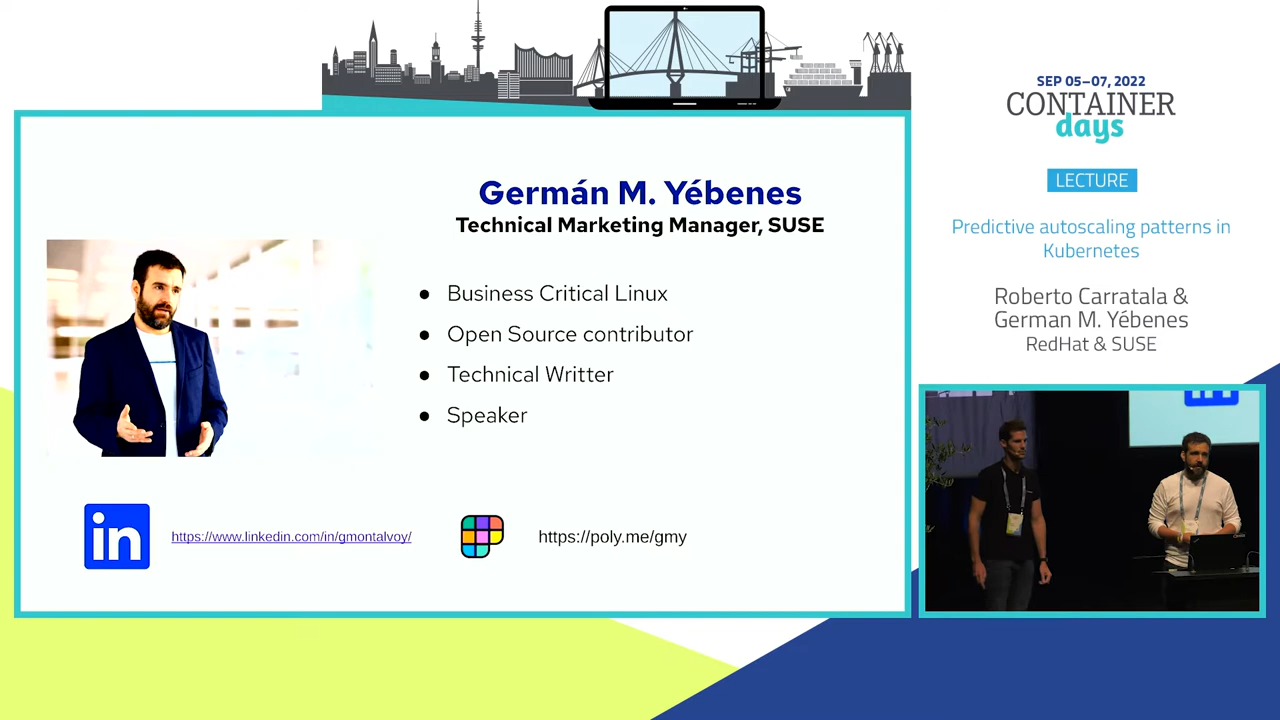 SEP 05–07, 2022
CONTAINER
days
LECTURE
Predictive autoscaling patterns in
Kubernetes
Roberto Carratala &
German M. Yébenes
RedHat & SUSE
Germán M. Yébenes
Technical Marketing Manager, SUSE
Business Critical Linux
Open Source contributor
Technical Writter
Speaker
in
https://www.linkedin.com/in/gmontalvoy/
https://poly.me/gmy